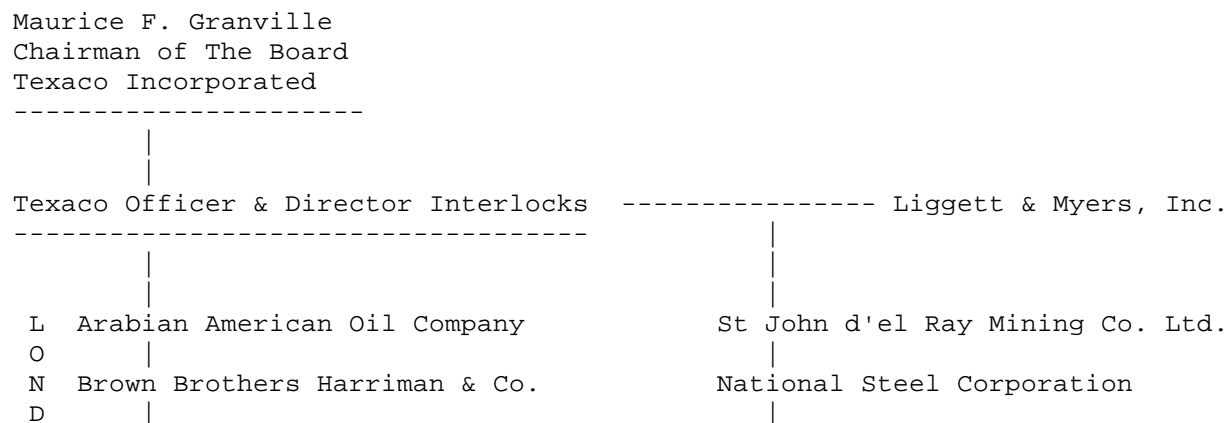 Maurice F. Granville
Chairman of The Board
Texaco Incorporated
----------------------
|
|
Texaco Officer & Director Interlocks ---------------- Liggett & Myers, Inc.
------------------------------------ |
| |
| |
L Arabian American Oil Company St John d'el Ray Mining Co. Ltd.
O | |
N Brown Brothers Harriman & Co. National Steel Corporation
D | |